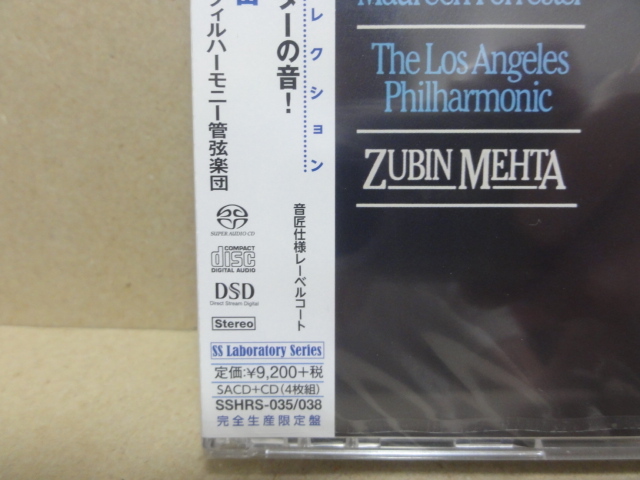 レクション
ターの音!
フィルハーモニー管弦楽団
音匠仕様レーベルコート
SUPER AUDIO CD
COMPACT
disc
DIGITAL AUDIO
DSD
Direct Stream Digital
Stereo
SS Laboratory Series
定価:¥9,200+税
SACD+CD(4枚組)
SSHRS-035/038
完全生産限定盤
Maureen Forrester
The Los Angeles
Philharmonic
ZUBIN MEHTA